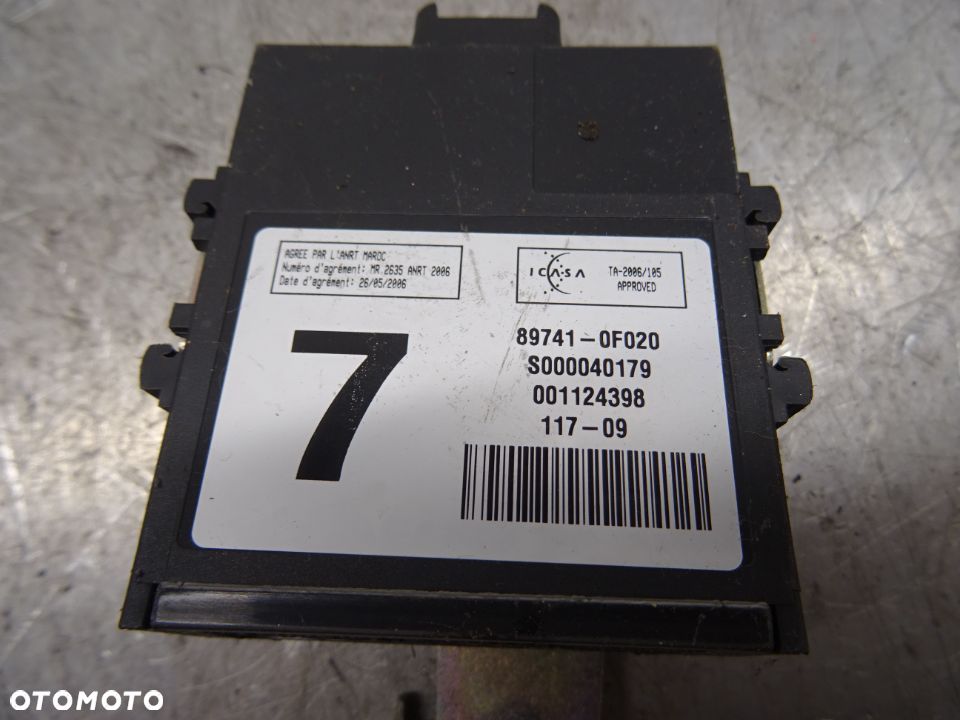 AGREE PAR L'ANRT MAROC
Numéro d'agrément: MR 2635 ANRT 2006
Date d'agrément: 26/05/2006
ICASA
TA-2006/105
APPROVED
7
89741-0F020
S000040179
001124398
117-09
OTOMOTO